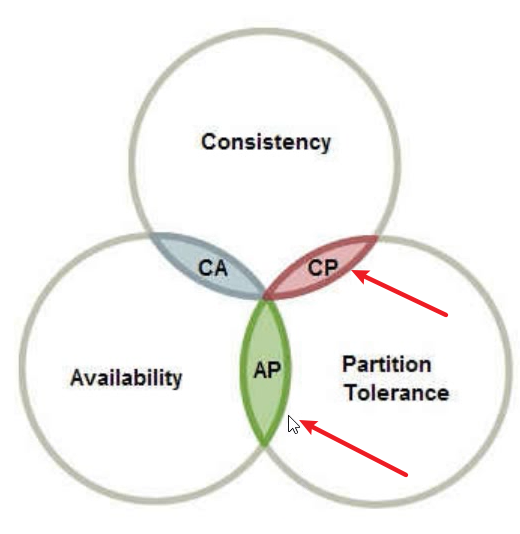 Consistency
CA
CP
Availability
AP
Partition
Tolerance